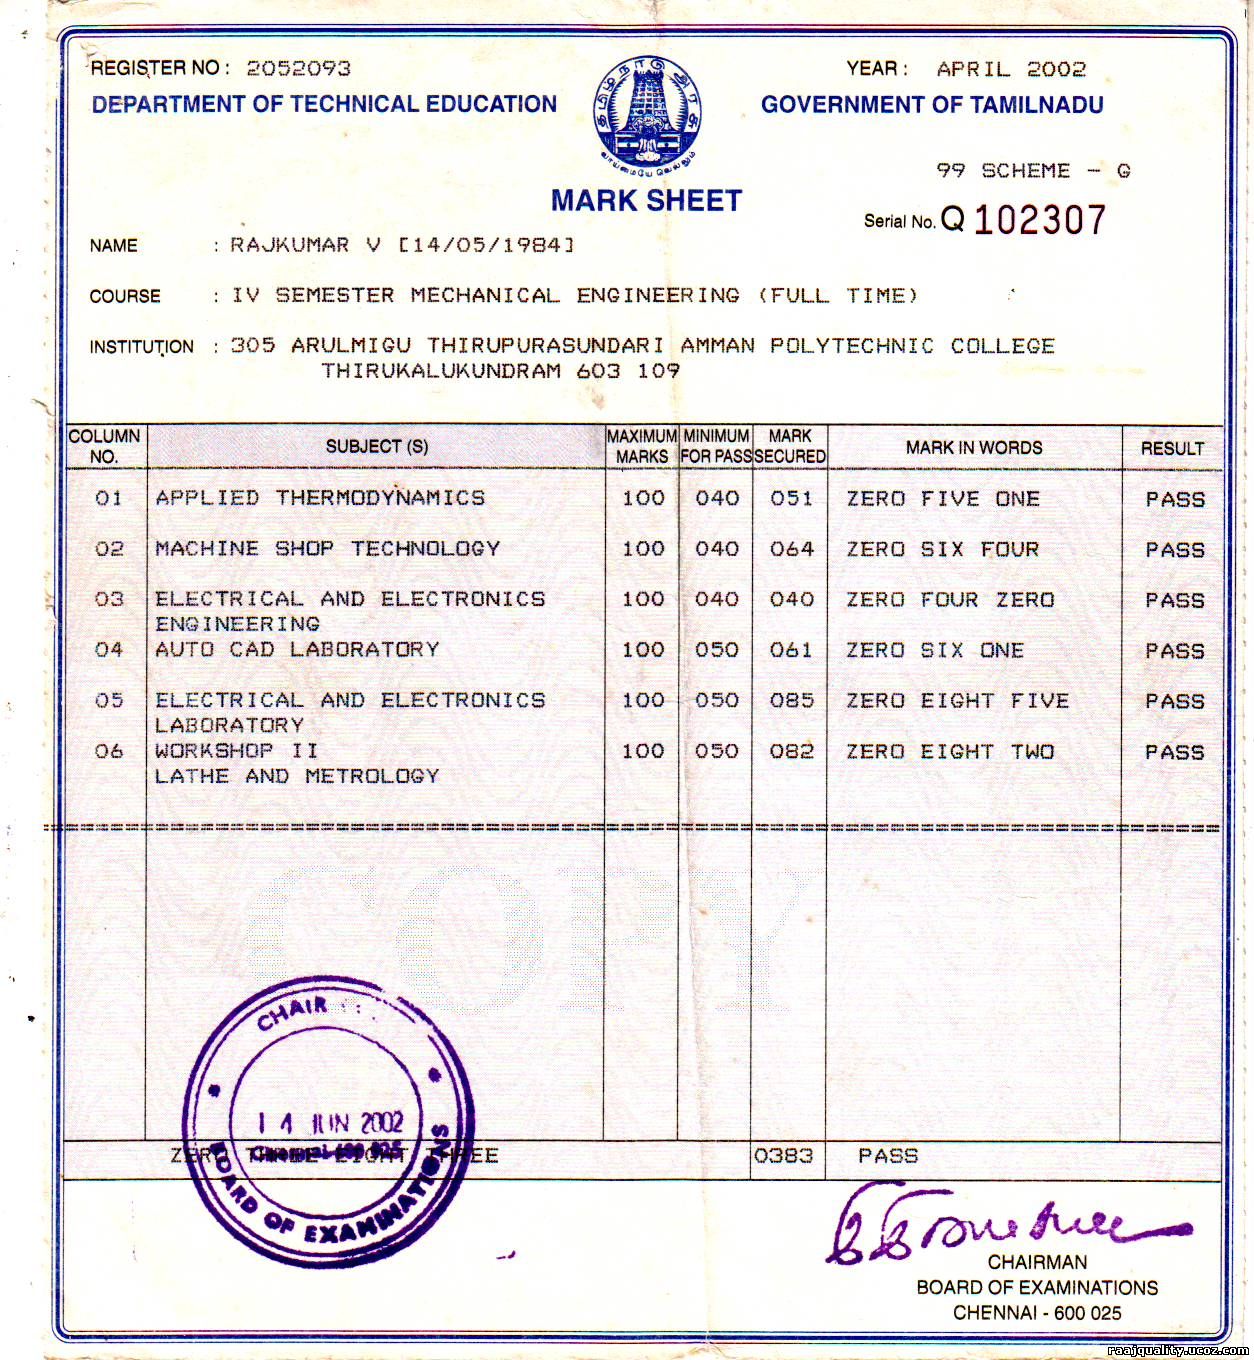 REGISTER NO : 2052093
YEAR : APRIL 2002
தமிழ்நாடு அரசு
வாய்மையே வெல்லும்
DEPARTMENT OF TECHNICAL EDUCATION
GOVERNMENT OF TAMILNADU
99 SCHEME - G
MARK SHEET
Serial No. Q 102307
NAME : RAJKUMAR V [14/05/1984]
COURSE : IV SEMESTER MECHANICAL ENGINEERING (FULL TIME)
INSTITUTION : 305 ARULMIGU THIRUPURASUNDARI AMMAN POLYTECHNIC COLLEGE
THIRUKALUKUNDRAM 603 109
COLUMN NO. SUBJECT (S) MAXIMUM MARKS MINIMUM FOR PASS MARK SECURED MARK IN WORDS RESULT
01 APPLIED THERMODYNAMICS 100 040 051 ZERO FIVE ONE PASS
02 MACHINE SHOP TECHNOLOGY 100 040 064 ZERO SIX FOUR PASS
03 ELECTRICAL AND ELECTRONICS 100 040 040 ZERO FOUR ZERO PASS
ENGINEERING
04 AUTO CAD LABORATORY 100 050 061 ZERO SIX ONE PASS
05 ELECTRICAL AND ELECTRONICS 100 050 085 ZERO EIGHT FIVE PASS
LABORATORY
06 WORKSHOP II 100 050 082 ZERO EIGHT TWO PASS
LATHE AND METROLOGY
COPY
CHAIR
14 JUN 2002
Chennai-600 025
BOARD OF EXAMINATIONS
ZERO THREE EIGHT THREE 0383 PASS
CHAIRMAN
BOARD OF EXAMINATIONS
CHENNAI - 600 025
raajquality.ucoz.com